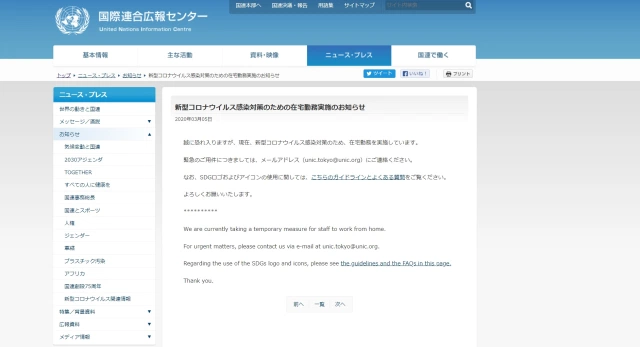 国連本部へ 国連決議・報告 用語集 サイトマップ
国際連合広報センター
United Nations Information Centre
基本情報 主な活動 資料・映像 ニュース・プレス 国連で働く
トップ ニュース・プレス お知らせ 新型コロナウイルス感染対策のための在宅勤務実施のお知らせ
ツイート いいね！ プリント
ニュース・プレス
世界の動きと国連
メッセージ／講演
お知らせ
気候変動と国連
2030アジェンダ
TOGETHER
すべての人に健康を
国連事務総長
国連とスポーツ
人権
ジェンダー
業績
プラスチック汚染
アフリカ
国連創設75周年
新型コロナウイルス関連情報
特集／背景資料
広報資料
メディア情報
新型コロナウイルス感染対策のための在宅勤務実施のお知らせ
2020年03月05日
誠に恐れ入りますが、現在、新型コロナウイルス感染対策のため、在宅勤務を実施しています。
緊急のご用件につきましては、メールアドレス（unic.tokyo@unic.org）にご連絡ください。
なお、SDGロゴおよびアイコンの使用に関しては、こちらのガイドラインとよくある質問をご覧ください。
よろしくお願いいたします。
**********
We are currently taking a temporary measure for staff to work from home.
For urgent matters, please contact us via e-mail at unic.tokyo@unic.org.
Regarding the use of the SDGs logo and icons, please see the guidelines and the FAQs in this page.
Thank you.
前へ 一覧 次へ